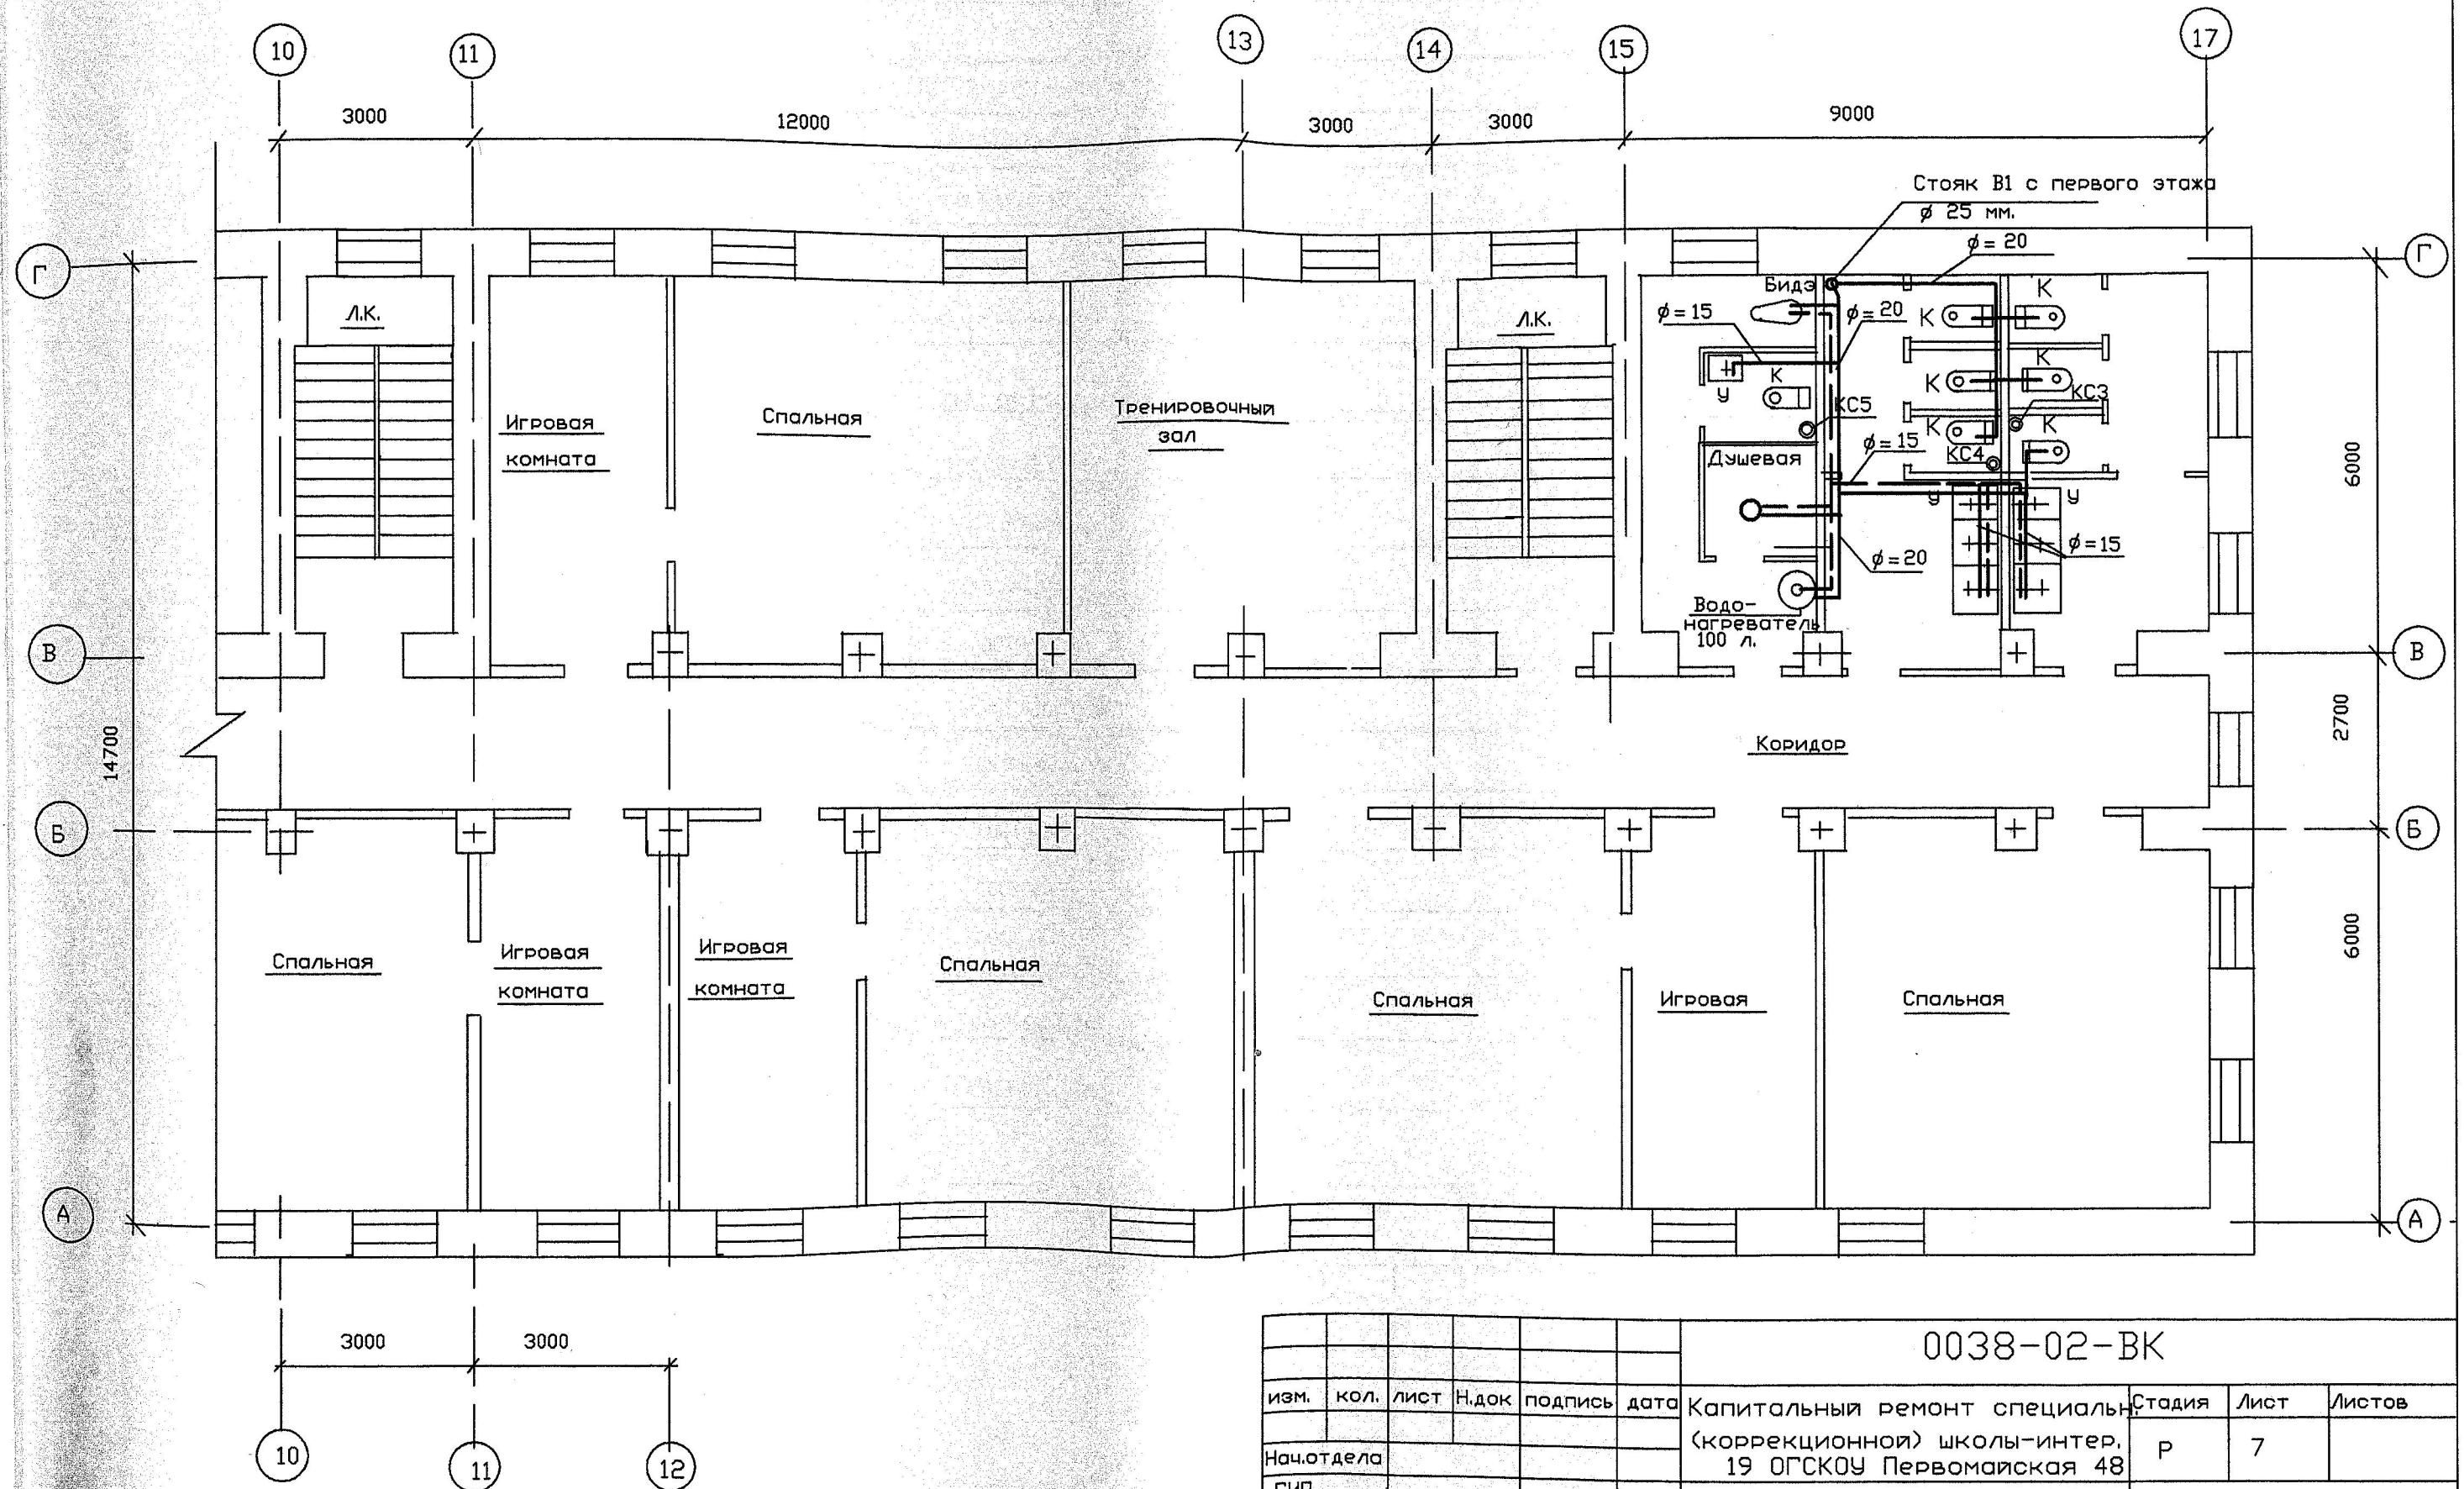 10
11
13
14
15
17
3000
12000
3000
3000
9000
Стояк В1 с первого этажа
ϕ 25 мм.
ϕ= 20
Г
Г
Л.К.
Л.К.
Бидэ
ϕ=15
ϕ=20
К
К
К
К
К
К
К
У
КС3
КС5
КС4
ϕ=15
Душевая
У
У
ϕ=15
ϕ=20
Игровая
комната
Спальная
Тренировочный
зал
6000
Водо-
нагреватель
100 л.
В
В
14700
Коридор
2700
Б
Б
Спальная
Игровая
комната
Игровая
комната
Спальная
Спальная
Игровая
Спальная
6000
А
А
3000
3000
10
11
12
0038-02-ВК
изм.
кол.
лист
Н.док
подпись
дата
Капитальный ремонт специальн.
Стадия
Лист
Листов
(коррекционной) школы-интер.
19 ОГСКОУ Первомайская 48
Р
7
Нач.отдела
ГИП